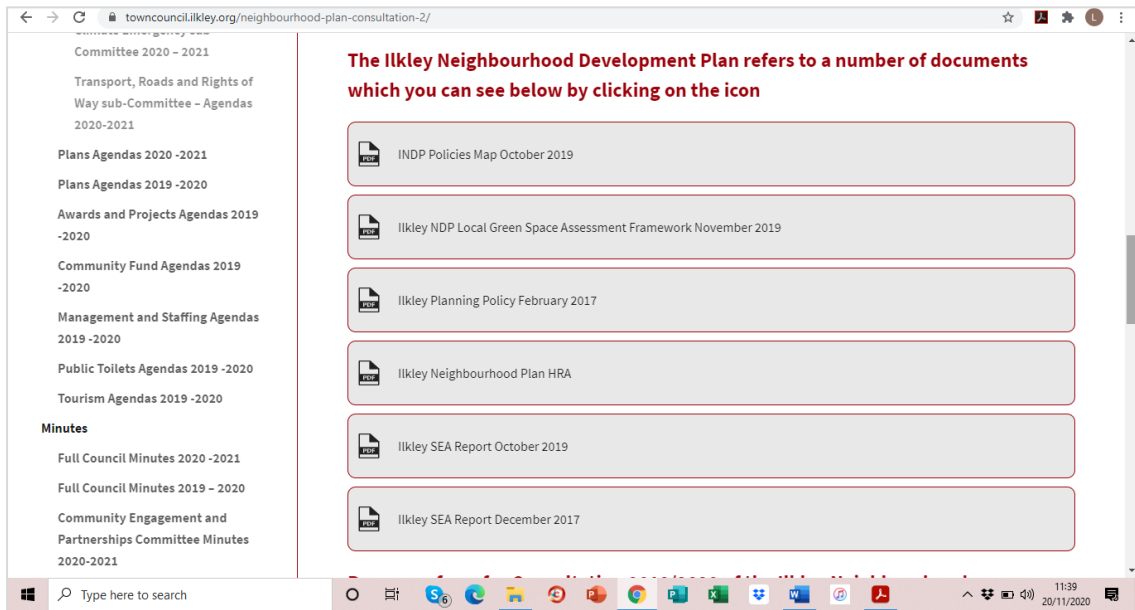 towncouncil.ilkley.org/neighbourhood-plan-consultation-2/
L
Climate Emergency sub-
Committee 2020 – 2021
Transport, Roads and Rights of
Way sub-Committee – Agendas
2020-2021
Plans Agendas 2020 -2021
Plans Agendas 2019 -2020
Awards and Projects Agendas 2019
-2020
Community Fund Agendas 2019
-2020
Management and Staffing Agendas
2019 -2020
Public Toilets Agendas 2019 -2020
Tourism Agendas 2019 -2020
Minutes
Full Council Minutes 2020 -2021
Full Council Minutes 2019 – 2020
Community Engagement and
Partnerships Committee Minutes
2020-2021
The Ilkley Neighbourhood Development Plan refers to a number of documents
which you can see below by clicking on the icon
PDF
INDP Policies Map October 2019
PDF
Ilkley NDP Local Green Space Assessment Framework November 2019
PDF
Ilkley Planning Policy February 2017
PDF
Ilkley Neighbourhood Plan HRA
PDF
Ilkley SEA Report October 2019
PDF
Ilkley SEA Report December 2017
Type here to search
6
11:39
20/11/2020